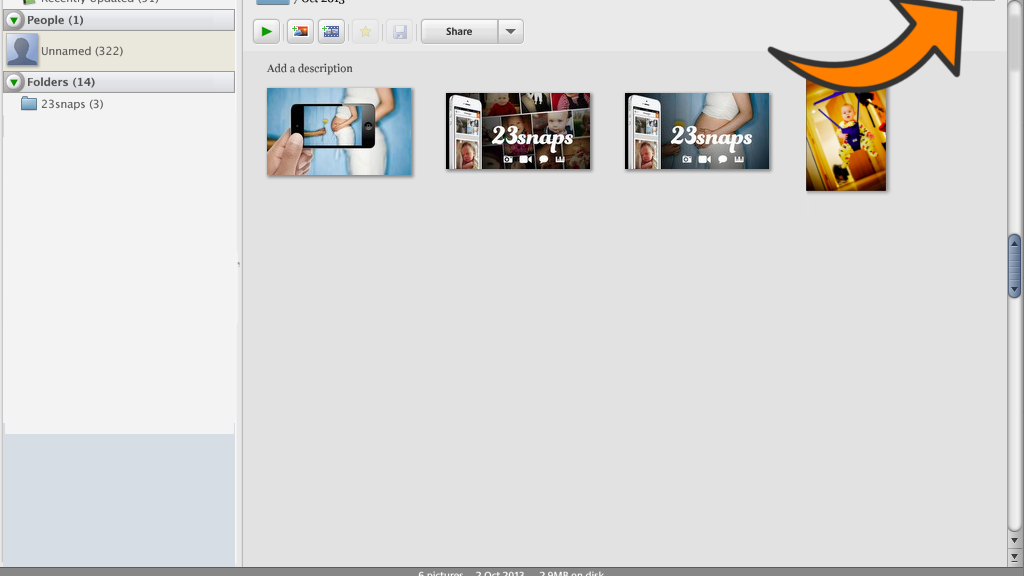 Recently Updated (31)
People (1)
Unnamed (322)
Folders (14)
23snaps (3)
7 Oct 2013
Share
Add a description
23snaps
23snaps
6 pictures 2 Oct 2013 2.9MB on disk